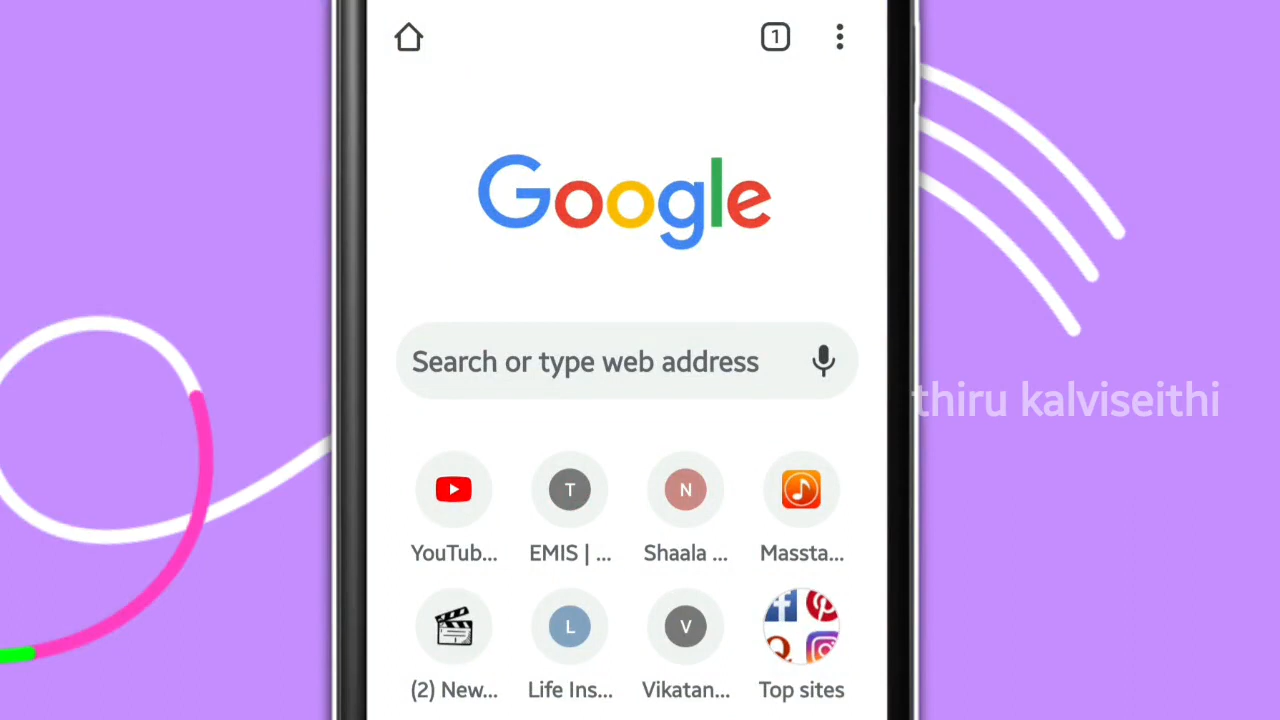 1
Google
Search or type web address
thiru kalviseithi
T
N
YouTub...
EMIS | ...
Shaala ...
Massta...
L
V
(2) New...
Life Ins...
Vikatan...
Top sites